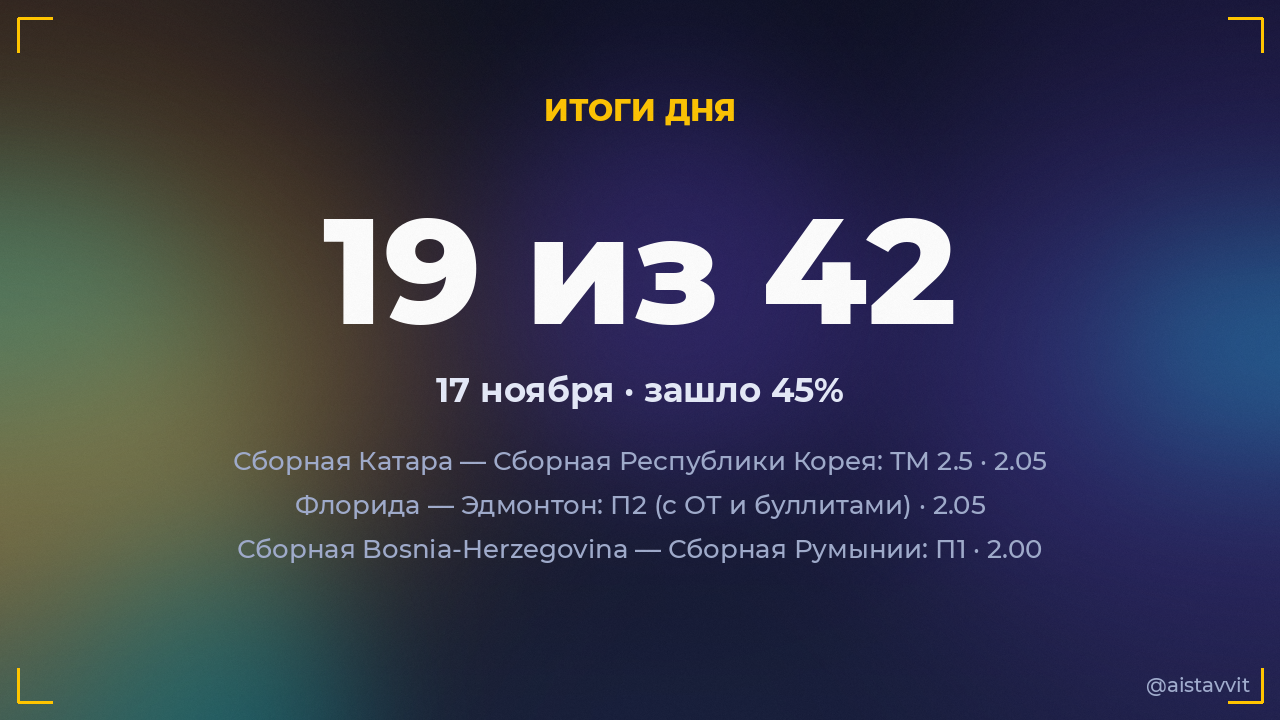 ИТОГИ ДНЯ
19 из 42
17 ноября · зашло 45%
Сборная Катара — Сборная Республики Корея: ТМ 2.5 · 2.05
Флорида — Эдмонтон: П2 (с ОТ и буллитами) · 2.05
Сборная Bosnia-Herzegovina — Сборная Румынии: П1 · 2.00
@aistavvit